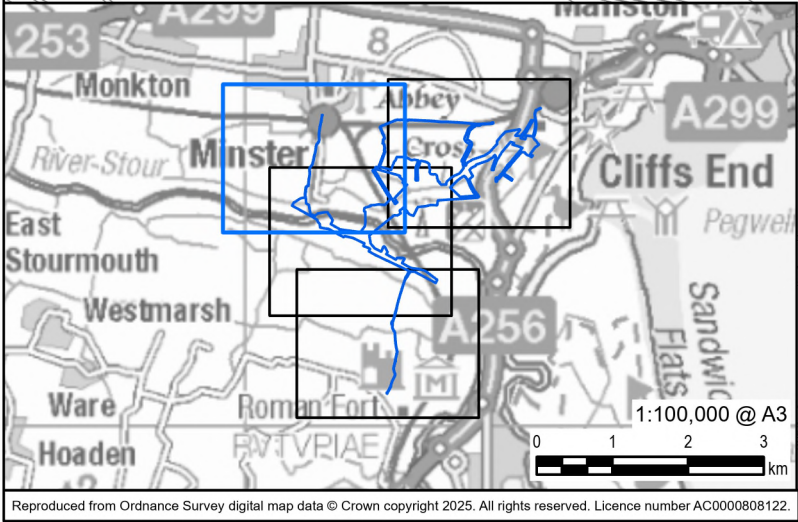 A299
Manston
A253
8
Monkton
Abbey
A299
Cross
Minster
River Stour
Cliffs End
East
Stourmouth
Pegwell
Westmarsh
A256
Sandwich
Flats
Ware
Roman Fort
RVTVPIAE
Hoaden
1:100,000 @ A3
0 1 2 3
km
Reproduced from Ordnance Survey digital map data © Crown copyright 2025. All rights reserved. Licence number AC0000808122.